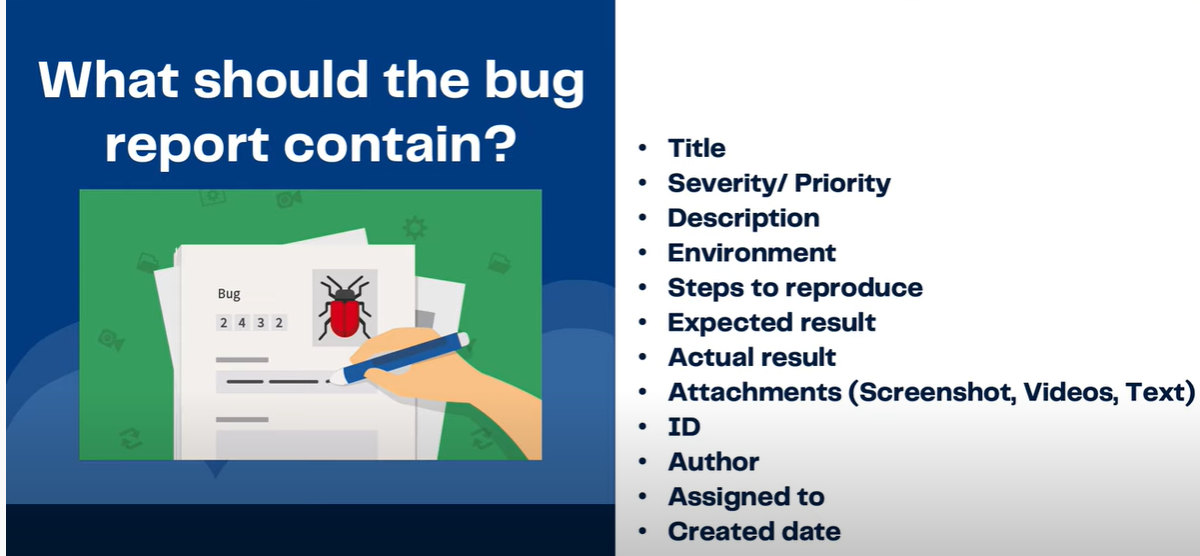 What should the bug
report contain?
Bug
2 4 3 2
• Title
• Severity/ Priority
• Description
• Environment
• Steps to reproduce
• Expected result
• Actual result
• Attachments (Screenshot, Videos, Text)
• ID
• Author
• Assigned to
• Created date